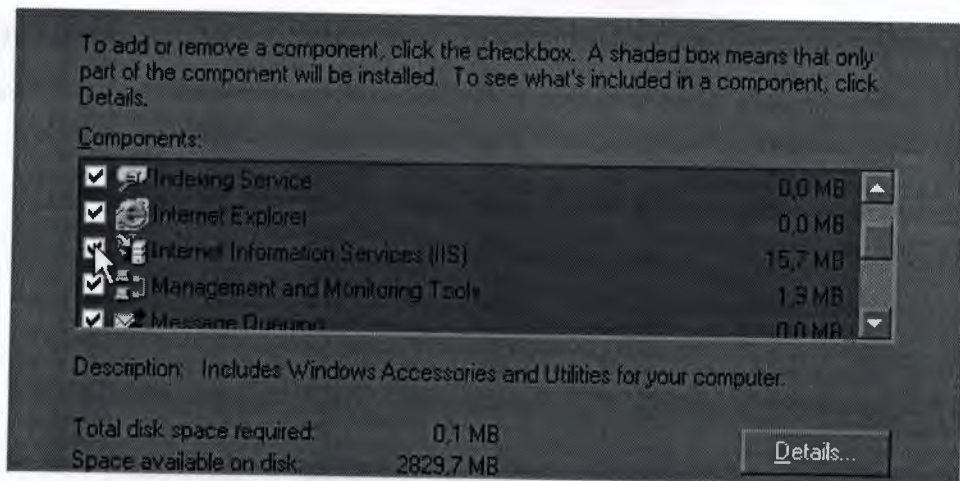 To add or remove a component, click the checkbox. A shaded box means that only
part of the component will be installed. To see what's included in a component, click
Details.
Components:
Indexing Service 0,0 MB
Internet Explorer 0,0 MB
Internet Information Services (IIS) 15,7 MB
Management and Monitoring Tools 1,9 MB
Message Queuing 0,0 MB
Description: Includes Windows Accessories and Utilities for your computer.
Total disk space required: 0,1 MB
Space available on disk: 2829,7 MB
Details...